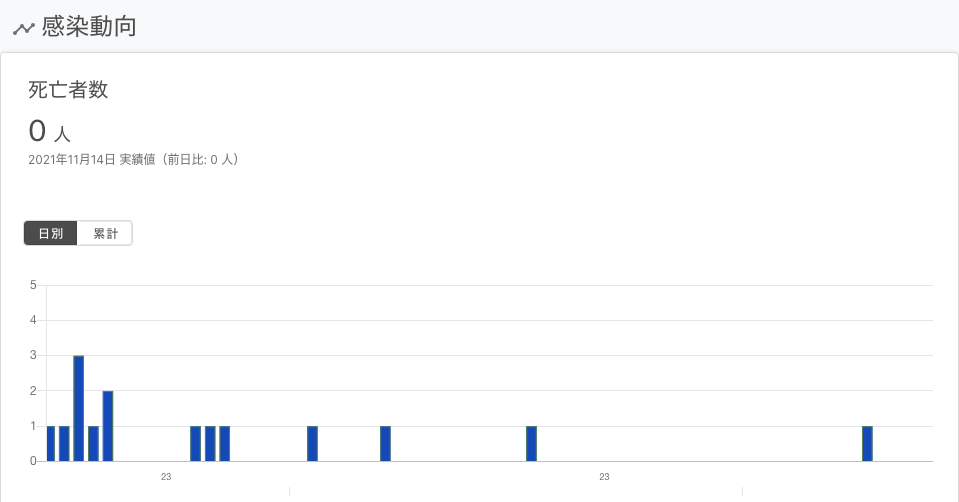 感染動向
死亡者数
0 人
2021年11月14日 実績値（前日比: 0 人）
日別 累計
5
4
3
2
1
0
23 23